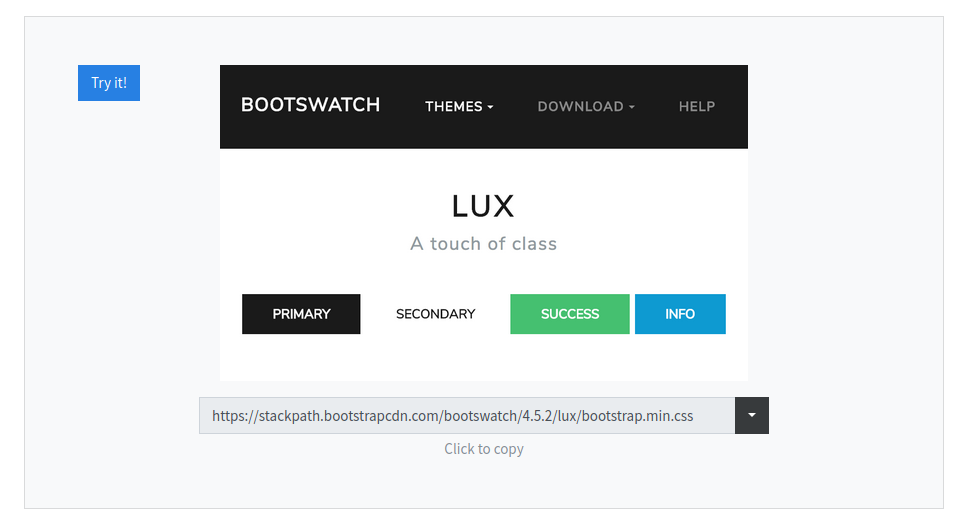 Try it!
BOOTSWATCH THEMES DOWNLOAD HELP
LUX
A touch of class
PRIMARY SECONDARY SUCCESS INFO
https://stackpath.bootstrapcdn.com/bootswatch/4.5.2/lux/bootstrap.min.css
Click to copy